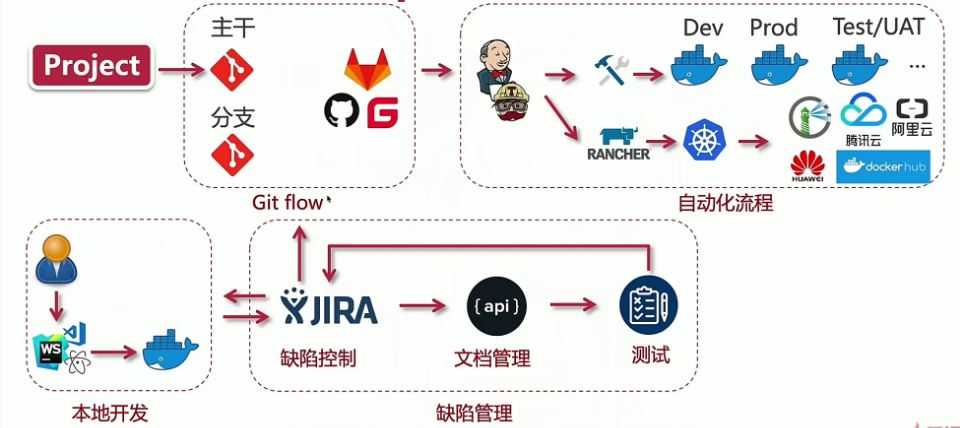 Project
主干
分支
Git flow
Dev
Prod
Test/UAT
...
RANCHER
腾讯云
阿里云
HUAWEI
dockerhub
自动化流程
WS
本地开发
JIRA
缺陷控制
{api}
文档管理
测试
缺陷管理